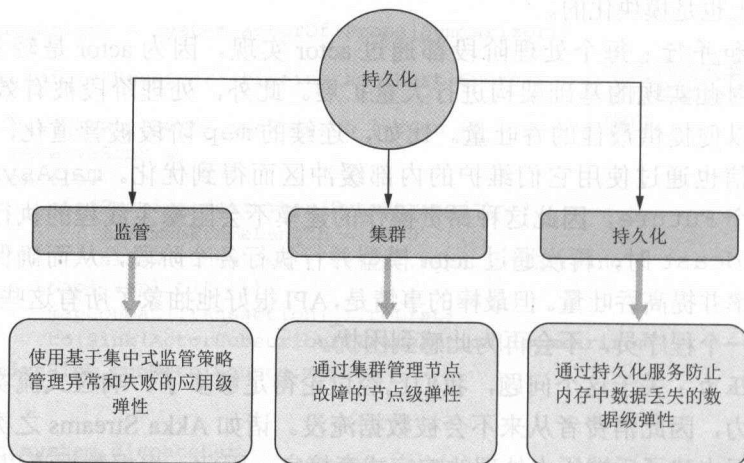 持久化
监管
集群
持久化
使用基于集中式监管策略
管理异常和失败的应用级
弹性
通过集群管理节点
故障的节点级弹性
通过持久化服务防止
内存中数据丢失的数
据级弹性